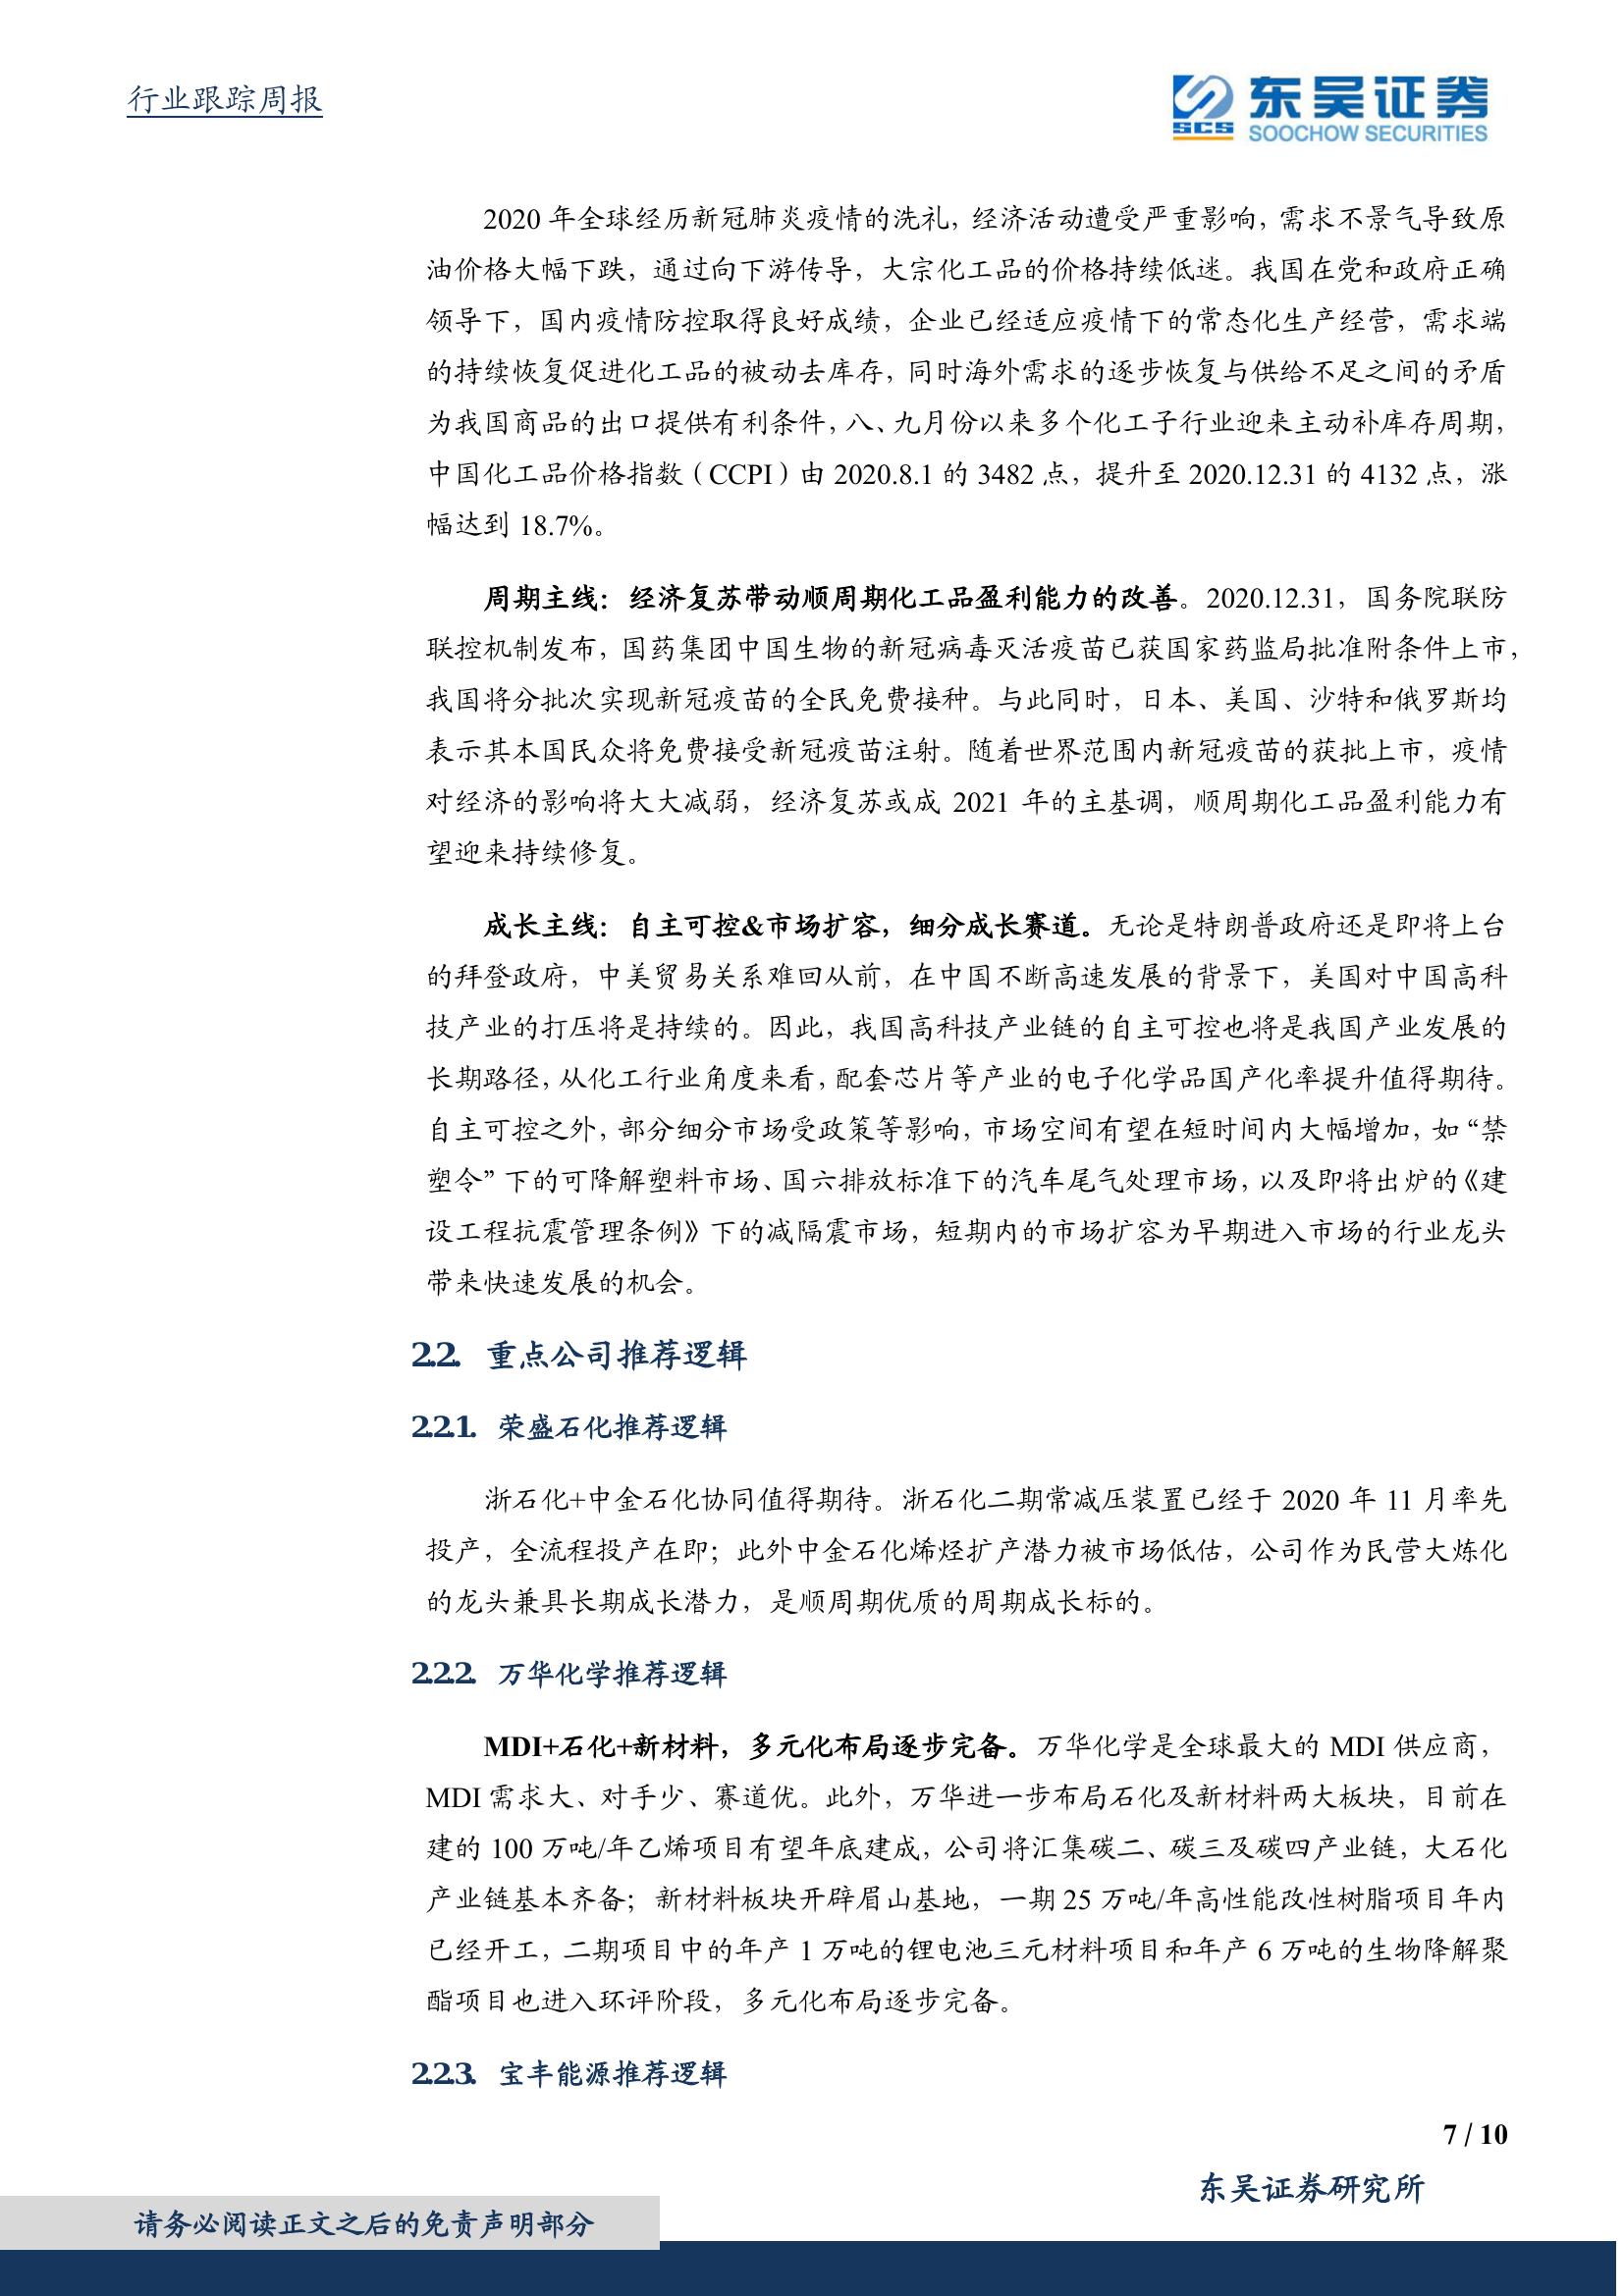 行业跟踪周报
SCS
东吴证券
SOOCHOW SECURITIES
2020 年全球经历新冠肺炎疫情的洗礼，经济活动遭受严重影响，需求不景气导致原
油价格大幅下跌，通过向下游传导，大宗化工品的价格持续低迷。我国在党和政府正确
领导下，国内疫情防控取得良好成绩，企业已经适应疫情下的常态化生产经营，需求端
的持续恢复促进化工品的被动去库存，同时海外需求的逐步恢复与供给不足之间的矛盾
为我国商品的出口提供有利条件，八、九月份以来多个化工子行业迎来主动补库存周期，
中国化工品价格指数（CCPI）由 2020.8.1 的 3482 点，提升至 2020.12.31 的 4132 点，涨
幅达到 18.7%。
周期主线：经济复苏带动顺周期化工品盈利能力的改善。2020.12.31，国务院联防
联控机制发布，国药集团中国生物的新冠病毒灭活疫苗已获国家药监局批准附条件上市，
我国将分批次实现新冠疫苗的全民免费接种。与此同时，日本、美国、沙特和俄罗斯均
表示其本国民众将免费接受新冠疫苗注射。随着世界范围内新冠疫苗的获批上市，疫情
对经济的影响将大大减弱，经济复苏或成 2021 年的主基调，顺周期化工品盈利能力有
望迎来持续修复。
成长主线：自主可控&市场扩容，细分成长赛道。无论是特朗普政府还是即将上台
的拜登政府，中美贸易关系难回从前，在中国不断高速发展的背景下，美国对中国高科
技产业的打压将是持续的。因此，我国高科技产业链的自主可控也将是我国产业发展的
长期路径，从化工行业角度来看，配套芯片等产业的电子化学品国产化率提升值得期待。
自主可控之外，部分细分市场受政策等影响，市场空间有望在短时间内大幅增加，如“禁
塑令”下的可降解塑料市场、国六排放标准下的汽车尾气处理市场，以及即将出炉的《建
设工程抗震管理条例》下的减隔震市场，短期内的市场扩容为早期进入市场的行业龙头
带来快速发展的机会。
2.2. 重点公司推荐逻辑
2.2.1. 荣盛石化推荐逻辑
浙石化+中金石化协同值得期待。浙石化二期常减压装置已经于 2020 年 11 月率先
投产，全流程投产在即；此外中金石化烯烃扩产潜力被市场低估，公司作为民营大炼化
的龙头兼具长期成长潜力，是顺周期优质的周期成长标的。
2.2.2. 万华化学推荐逻辑
MDI+石化+新材料，多元化布局逐步完备。万华化学是全球最大的 MDI 供应商，
MDI 需求大、对手少、赛道优。此外，万华进一步布局石化及新材料两大板块，目前在
建的 100 万吨/年乙烯项目有望年底建成，公司将汇集碳二、碳三及碳四产业链，大石化
产业链基本齐备；新材料板块开辟眉山基地，一期 25 万吨/年高性能改性树脂项目年内
已经开工，二期项目中的年产 1 万吨的锂电池三元材料项目和年产 6 万吨的生物降解聚
酯项目也进入环评阶段，多元化布局逐步完备。
2.2.3. 宝丰能源推荐逻辑
7 / 10
东吴证券研究所
请务必阅读正文之后的免责声明部分